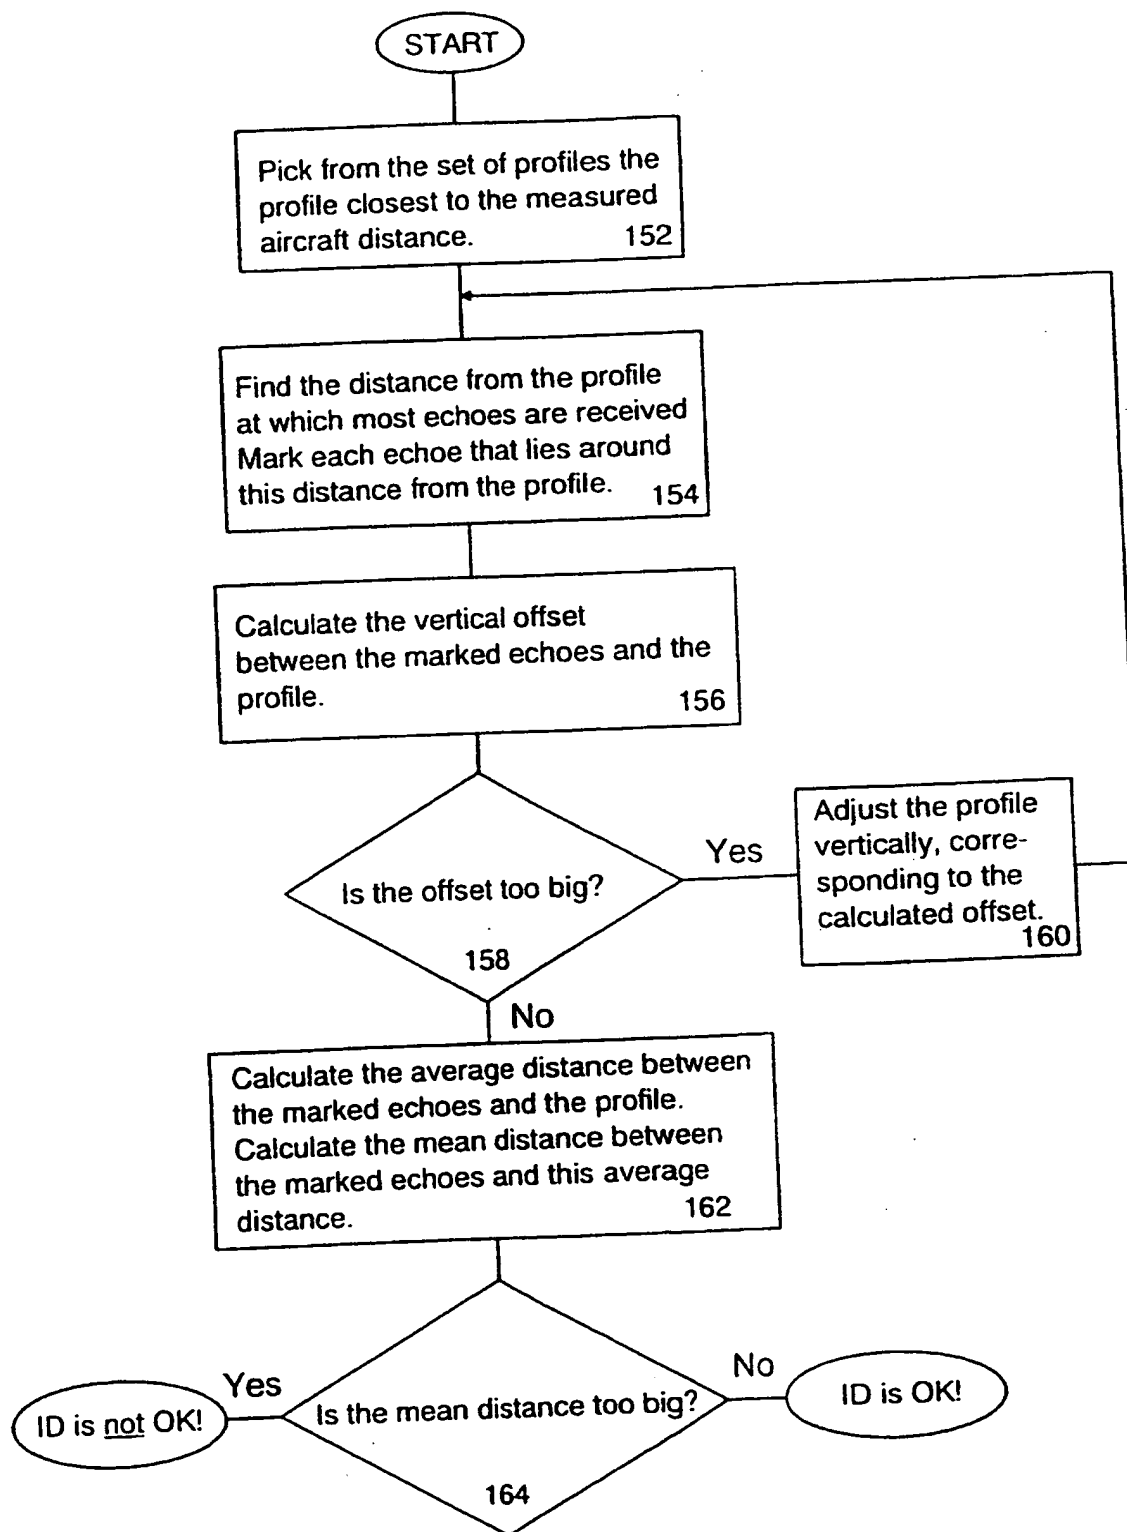 START
Pick from the set of profiles the
profile closest to the measured
aircraft distance.
152
Find the distance from the profile
at which most echoes are received
Mark each echoe that lies around
this distance from the profile.
154
Calculate the vertical offset
between the marked echoes and the
profile.
156
Is the offset too big?
158
Yes
Adjust the profile
vertically, corre-
sponding to the
calculated offset.
160
No
Calculate the average distance between
the marked echoes and the profile.
Calculate the mean distance between
the marked echoes and this average
distance.
162
Is the mean distance too big?
164
Yes
ID is not OK!
No
ID is OK!